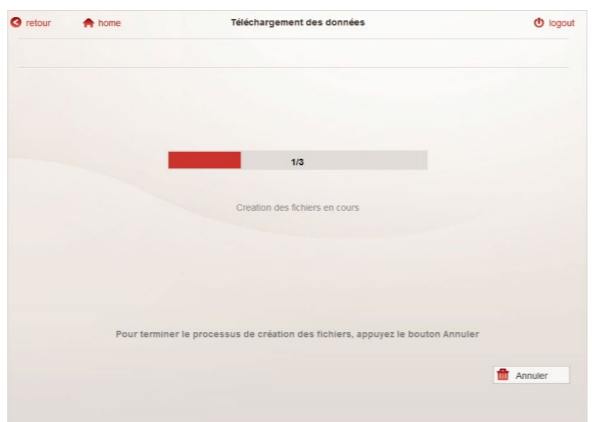 retour home Téléchargement des données logout
1/3
Creation des fichiers en cours
Pour terminer le processus de création des fichiers, appuyez le bouton Annuler
Annuler